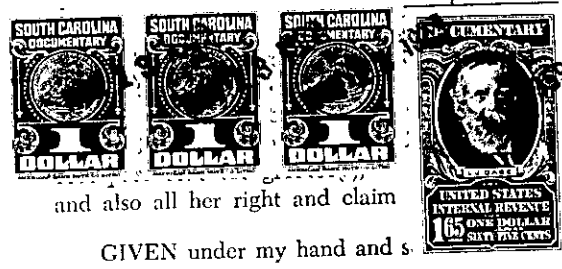 SOUTH CAROLINA
DOCUMENTARY
1
DOLLAR
SOUTH CAROLINA
DOCUMENTARY
1
DOLLAR
SOUTH CAROLINA
DOCUMENTARY
1
DOLLAR
DOCUMENTARY
L. J. GAGE
UNITED STATES
INTERNAL REVENUE
1 65 ONE DOLLAR
SIXTY FIVE CENTS
and also all her right and claim
GIVEN under my hand and s